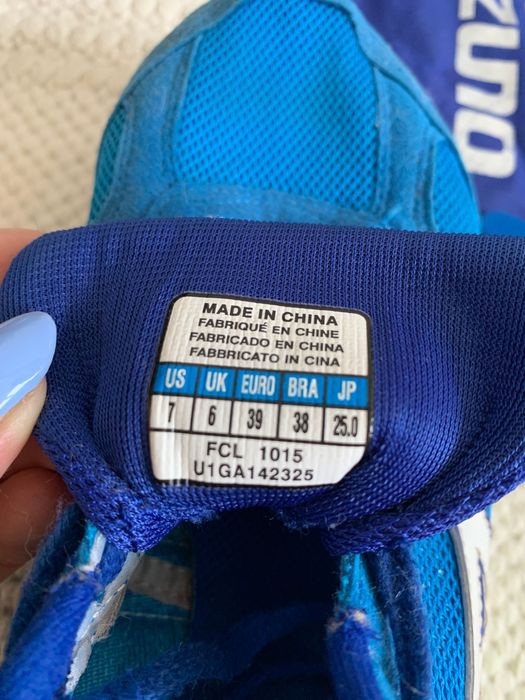 ZUNO
MADE IN CHINA
FABRIQUÉ EN CHINE
FABRICADO EN CHINA
FABBRICATO IN CINA
US UK EURO BRA JP
7 6 39 38 25.0
FCL 1015
U1GA142325